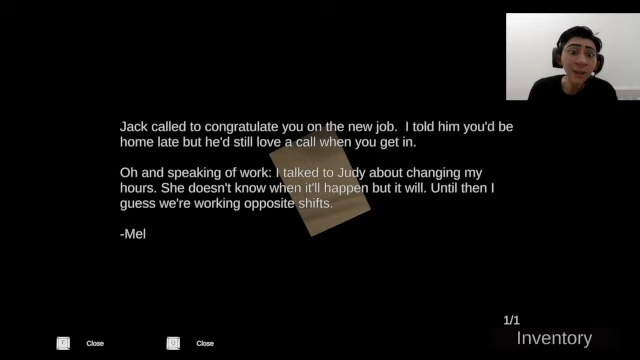 Jack called to congratulate you on the new job.  I told him you'd be
home late but he'd still love a call when you get in.
Oh and speaking of work: I talked to Judy about changing my
hours. She doesn't know when it'll happen but it will. Until then I
guess we're working opposite shifts.
-Mel
1/1
Inventory
Close
Close